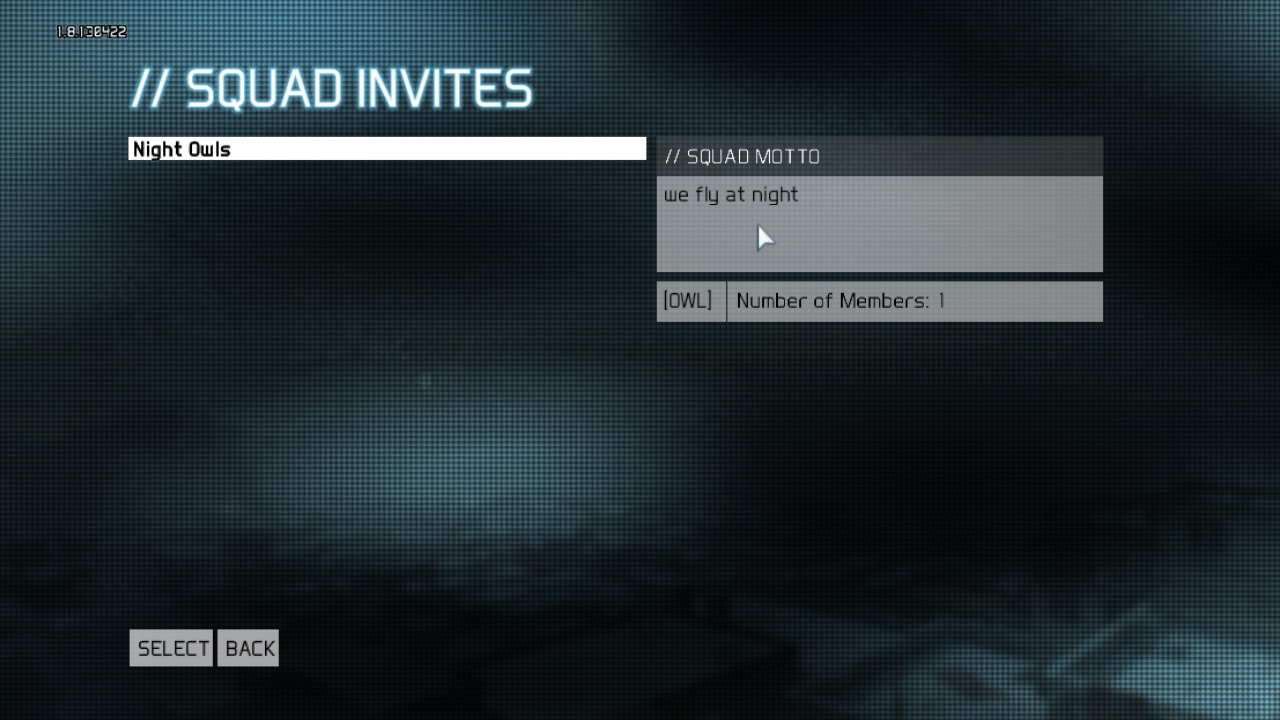 1.8.130422
// SQUAD INVITES
Night Owls
// SQUAD MOTTO
we fly at night
[OWL] Number of Members: 1
SELECT BACK